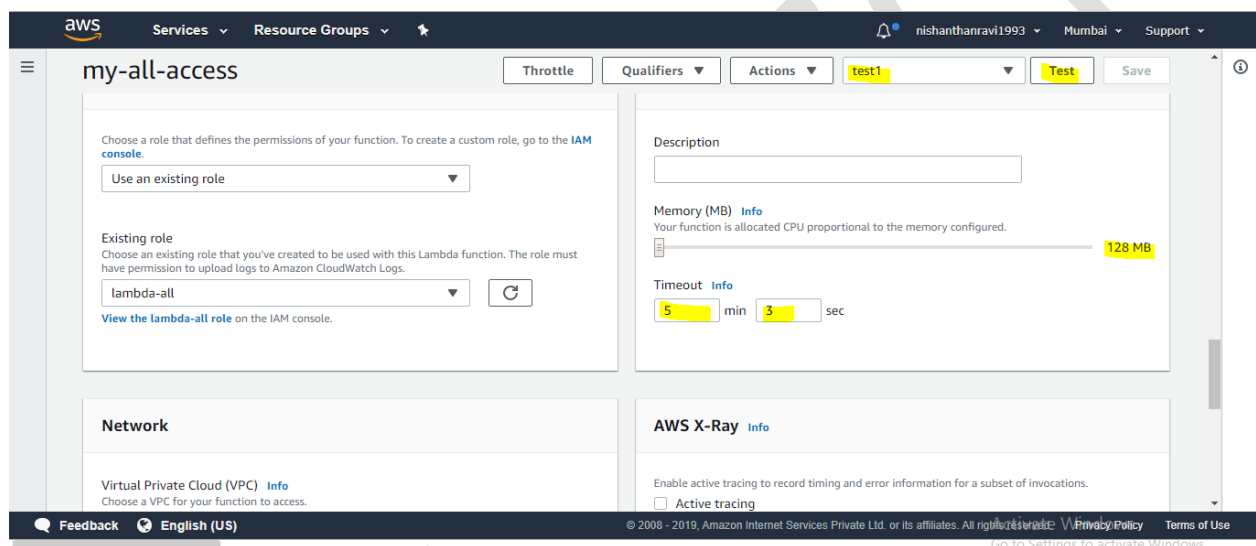 aws Services Resource Groups nishanthanravi1993 Mumbai Support
my-all-access Throttle Qualifiers Actions test1 Test Save
Choose a role that defines the permissions of your function. To create a custom role, go to the IAM
console.
Use an existing role
Existing role
Choose an existing role that you've created to be used with this Lambda function. The role must
have permission to upload logs to Amazon CloudWatch Logs.
lambda-all
View the lambda-all role on the IAM console.
Description
Memory (MB) Info
Your function is allocated CPU proportional to the memory configured.
128 MB
Timeout Info
5 min 3 sec
Network
Virtual Private Cloud (VPC) Info
Choose a VPC for your function to access.
AWS X-Ray Info
Enable active tracing to record timing and error information for a subset of invocations.
Active tracing
Feedback English (US) © 2008 - 2019, Amazon Internet Services Private Ltd. or its affiliates. All rights reserved. Privacy Policy Terms of Use
Activate Windows
Go to Settings to activate Windows.